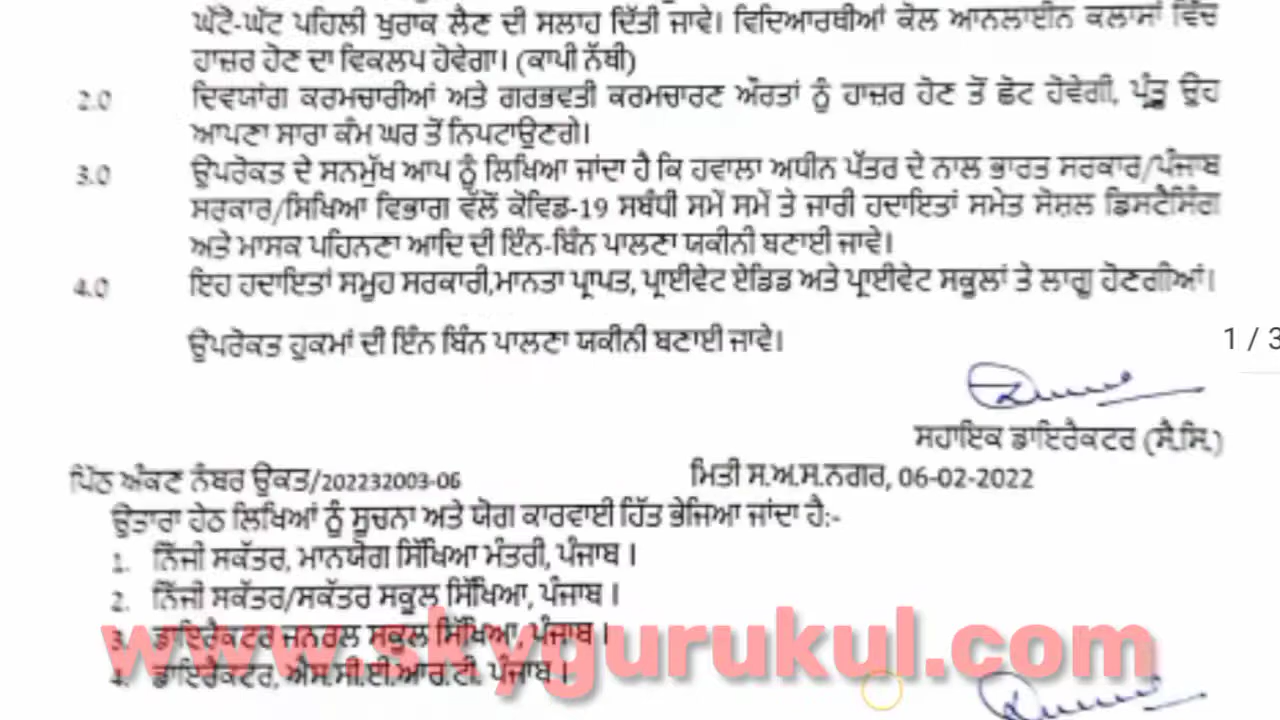 ਘੱਟੋ-ਘੱਟ ਪਹਿਲੀ ਖੁਰਾਕ ਲੈਣ ਦੀ ਸਲਾਹ ਦਿੱਤੀ ਜਾਵੇ। ਵਿਦਿਆਰਥੀਆਂ ਕੋਲ ਆਨਲਾਈਨ ਕਲਾਸਾਂ ਵਿੱਚ
ਹਾਜ਼ਰ ਹੋਣ ਦਾ ਵਿਕਲਪ ਹੋਵੇਗਾ। (ਕਾਪੀ ਨੱਥੀ)
2.0 ਦਿਵਯਾਂਗ ਕਰਮਚਾਰੀਆਂ ਅਤੇ ਗਰਭਵਤੀ ਕਰਮਚਾਰਣ ਔਰਤਾਂ ਨੂੰ ਹਾਜ਼ਰ ਹੋਣ ਤੋਂ ਛੋਟ ਹੋਵੇਗੀ, ਪ੍ਰੰਤੂ ਉਹ
ਆਪਣਾ ਸਾਰਾ ਕੰਮ ਘਰ ਤੋਂ ਨਿਪਟਾਉਣਗੇ।
3.0 ਉਪਰੋਕਤ ਦੇ ਸਨਮੁੱਖ ਆਪ ਨੂੰ ਲਿਖਿਆ ਜਾਂਦਾ ਹੈ ਕਿ ਹਵਾਲਾ ਅਧੀਨ ਪੱਤਰ ਦੇ ਨਾਲ ਭਾਰਤ ਸਰਕਾਰ/ਪੰਜਾਬ
ਸਰਕਾਰ/ਸਿਖਿਆ ਵਿਭਾਗ ਵੱਲੋਂ ਕੋਵਿਡ-19 ਸਬੰਧੀ ਸਮੇਂ ਸਮੇਂ ਤੇ ਜਾਰੀ ਹਦਾਇਤਾਂ ਸਮੇਤ ਸੋਸ਼ਲ ਡਿਸਟੈਂਸਿੰਗ
ਅਤੇ ਮਾਸਕ ਪਹਿਨਣਾ ਆਦਿ ਦੀ ਇੰਨ-ਬਿੰਨ ਪਾਲਣਾ ਯਕੀਨੀ ਬਣਾਈ ਜਾਵੇ।
4.0 ਇਹ ਹਦਾਇਤਾਂ ਸਮੂਹ ਸਰਕਾਰੀ,ਮਾਨਤਾ ਪ੍ਰਾਪਤ, ਪ੍ਰਾਈਵੇਟ ਏਡਿਡ ਅਤੇ ਪ੍ਰਾਈਵੇਟ ਸਕੂਲਾਂ ਤੇ ਲਾਗੂ ਹੋਣਗੀਆਂ।
ਉਪਰੋਕਤ ਹੁਕਮਾਂ ਦੀ ਇੰਨ ਬਿੰਨ ਪਾਲਣਾ ਯਕੀਨੀ ਬਣਾਈ ਜਾਵੇ।
1 / 3
ਸਹਾਇਕ ਡਾਇਰੈਕਟਰ (ਸੈ.ਸਿ.)
ਪਿੱਠ ਅੰਕਣ ਨੰਬਰ ਉਕਤ/202232003-06 ਮਿਤੀ ਸ.ਅ.ਸ.ਨਗਰ, 06-02-2022
ਉਤਾਰਾ ਹੇਠ ਲਿਖਿਆਂ ਨੂੰ ਸੂਚਨਾ ਅਤੇ ਯੋਗ ਕਾਰਵਾਈ ਹਿੱਤ ਭੇਜਿਆ ਜਾਂਦਾ ਹੈ:-
1. ਨਿੱਜੀ ਸਕੱਤਰ, ਮਾਨਯੋਗ ਸਿੱਖਿਆ ਮੰਤਰੀ, ਪੰਜਾਬ ।
2. ਨਿੱਜੀ ਸਕੱਤਰ/ਸਕੱਤਰ ਸਕੂਲ ਸਿੱਖਿਆ, ਪੰਜਾਬ ।
3. ਡਾਇਰੈਕਟਰ ਜਨਰਲ ਸਕੂਲ ਸਿੱਖਿਆ, ਪੰਜਾਬ ।
4. ਡਾਇਰੈਕਟਰ, ਐਸ.ਸੀ.ਈ.ਆਰ.ਟੀ. ਪੰਜਾਬ ।
www.skygurukul.com